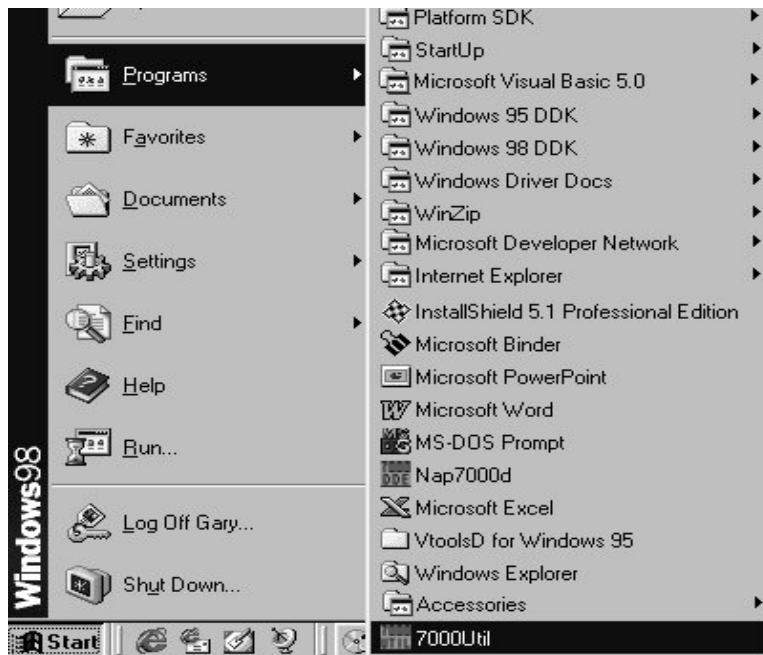 Programs
Favorites
Documents
Settings
Find
Help
Run...
Log Off Gary...
Shut Down...
Windows98
Start
Platform SDK
StartUp
Microsoft Visual Basic 5.0
Windows 95 DDK
Windows 98 DDK
Windows Driver Docs
WinZip
Microsoft Developer Network
Internet Explorer
InstallShield 5.1 Professional Edition
Microsoft Binder
Microsoft PowerPoint
Microsoft Word
MS-DOS Prompt
Nap7000d
Microsoft Excel
VtoolsD for Windows 95
Windows Explorer
Accessories
7000Util